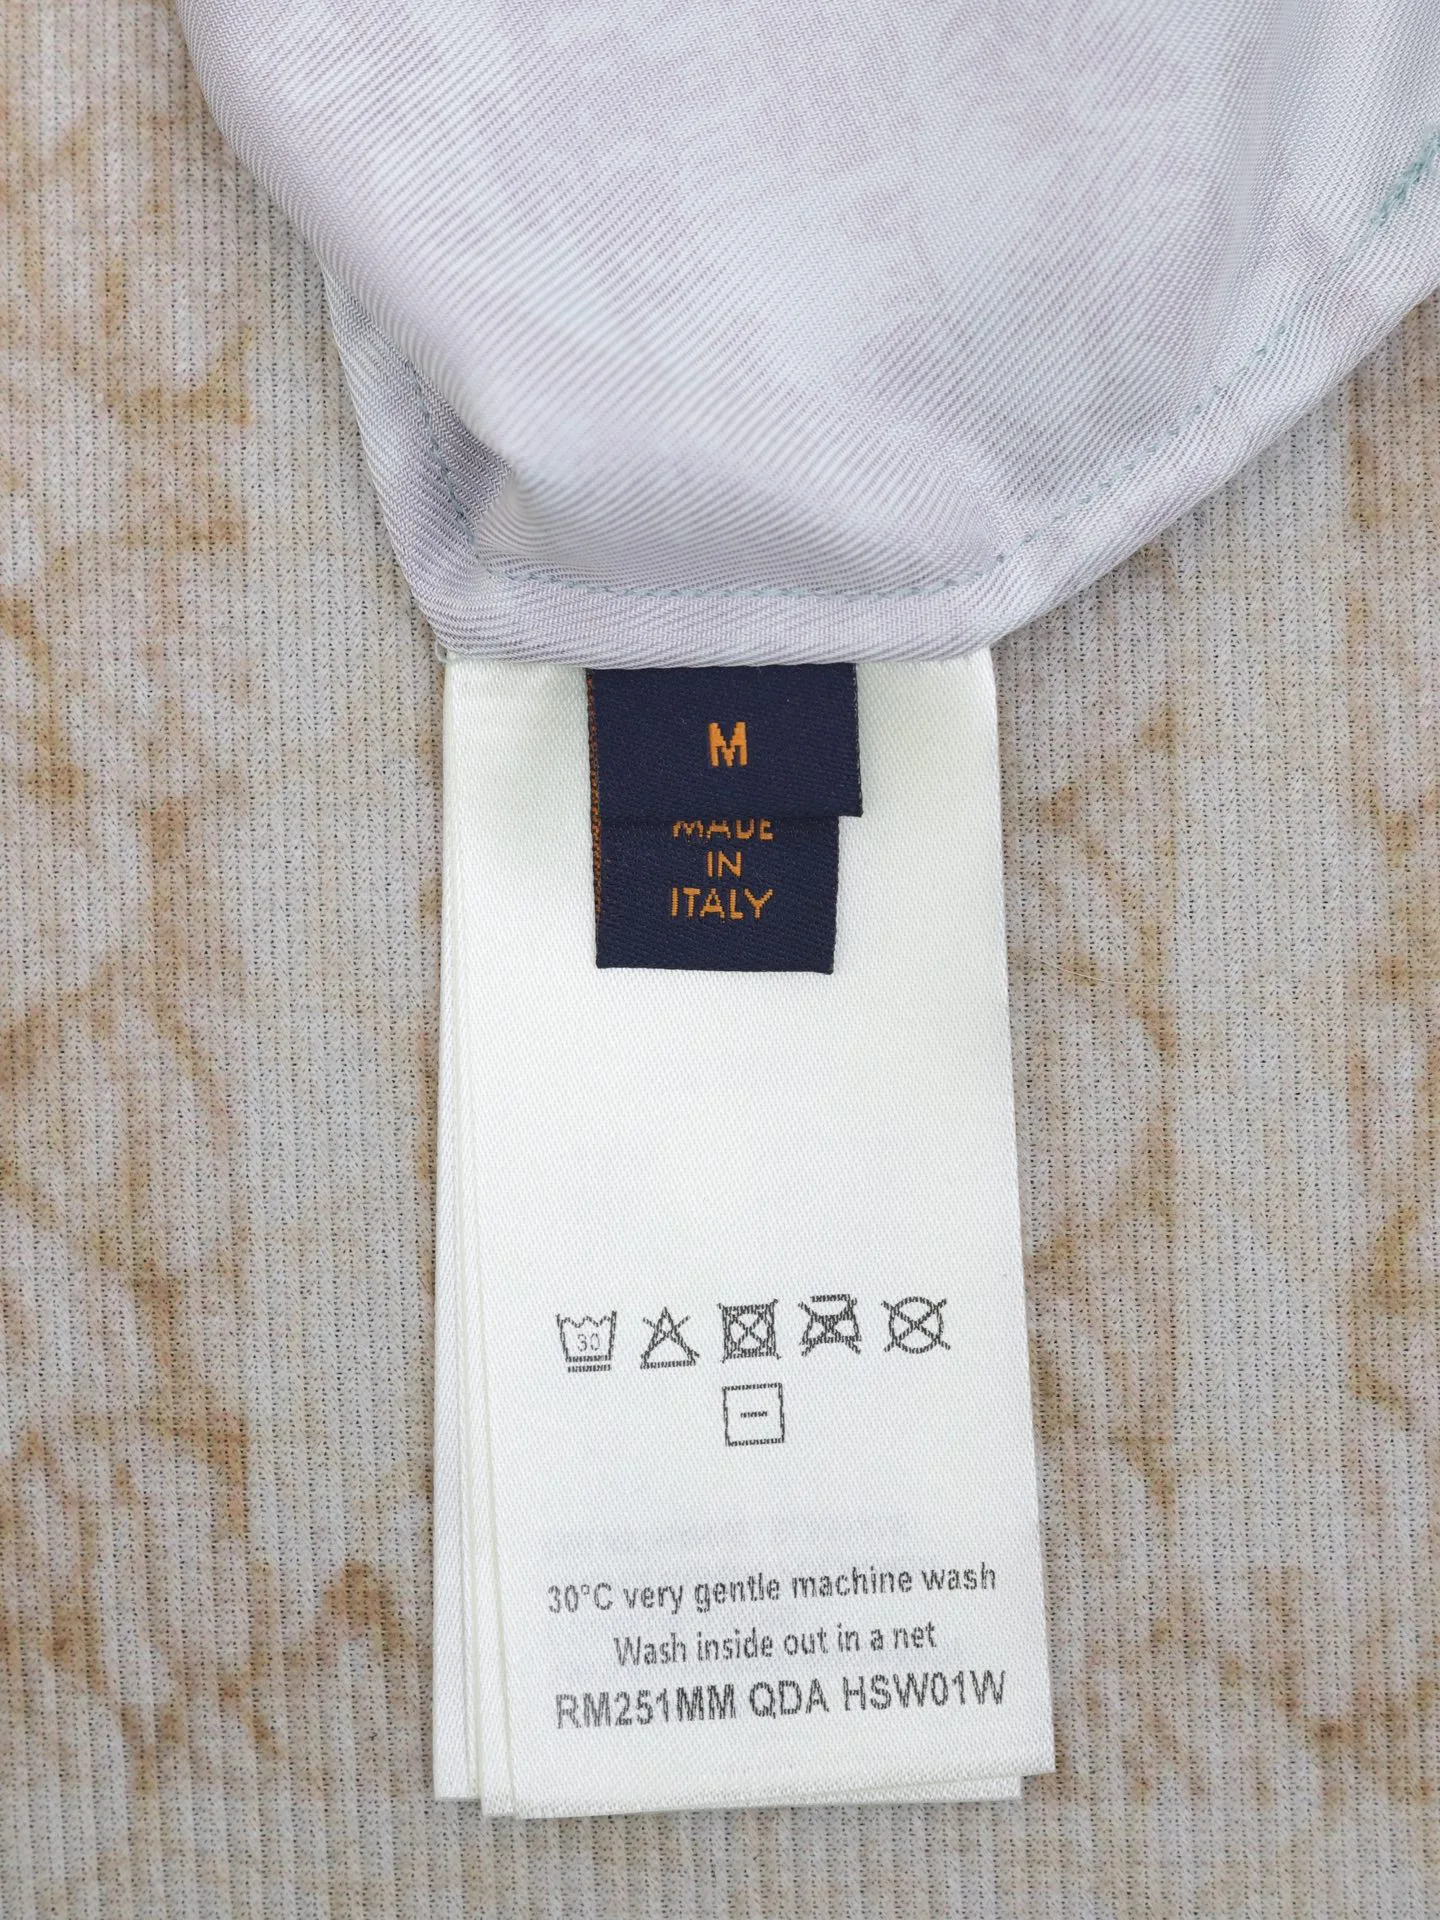 M
MADE
IN
ITALY
30
30°C very gentle machine wash
Wash inside out in a net
RM251MM QDA HSW01W